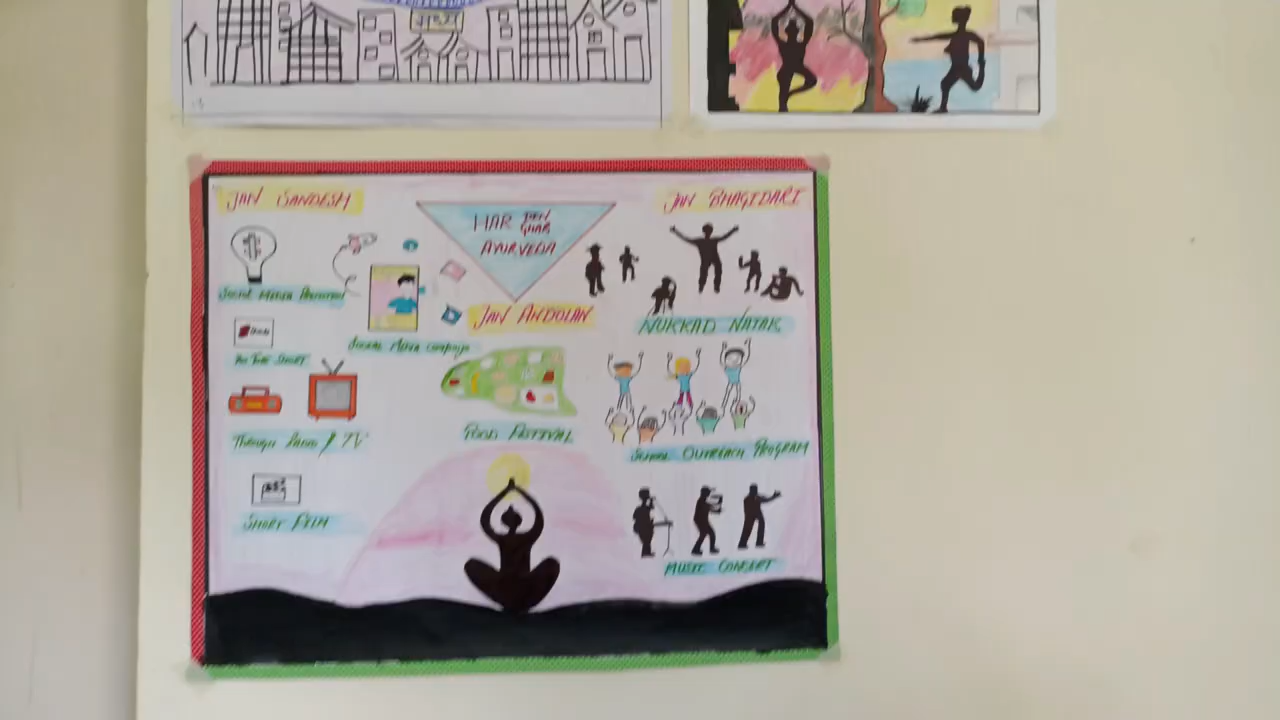 JAN SANDESH
HAR DIN
GHAR
AYURVEDA
JAN BHAGIDARI
JAN ANDOLAN
NUKKAD NATAK
SOCIAL MEDIA CAMPAIGN
THROUGH RADIO / TV
FOOD FESTIVAL
SCHOOL OUTREACH PROGRAM
SHORT FILM
MUSIC CONCERT